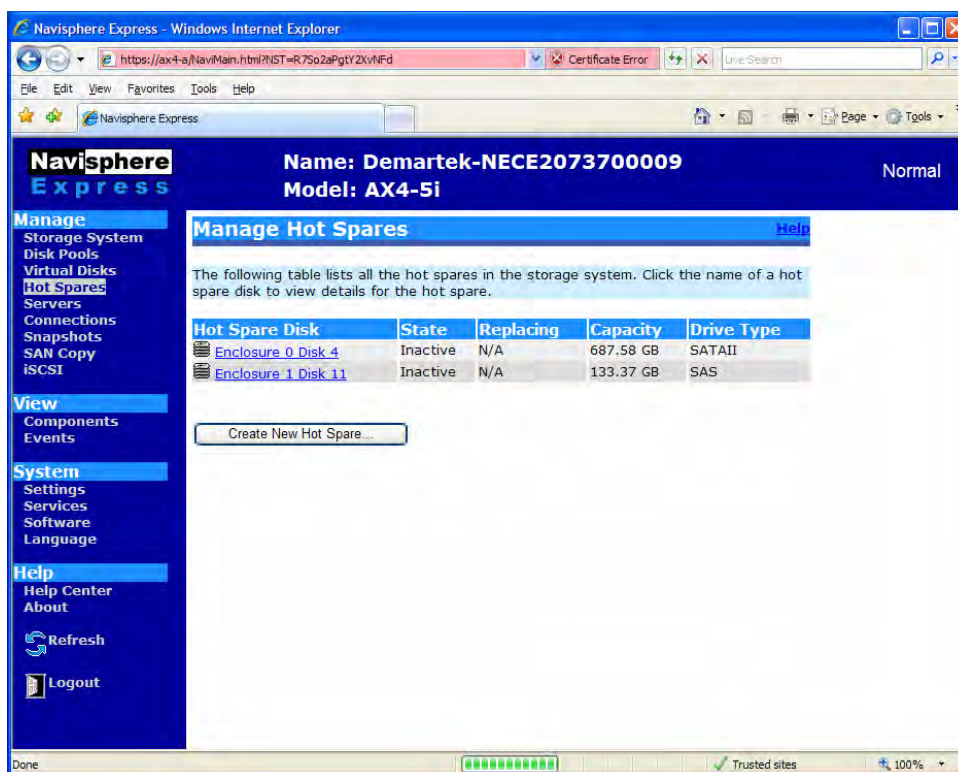 Navisphere Express - Windows Internet Explorer
https://ax4-a/NaviMain.html?NST=R7So2aPgtY2XvNFd Certificate Error Live Search
File Edit View Favorites Tools Help
Navisphere Express Page Tools
Navisphere
Express
Name: Demartek-NECE2073700009
Model: AX4-5i
Normal
Manage
Storage System
Disk Pools
Virtual Disks
Hot Spares
Servers
Connections
Snapshots
SAN Copy
iSCSI
View
Components
Events
System
Settings
Services
Software
Language
Help
Help Center
About
Refresh
Logout
Manage Hot Spares Help
The following table lists all the hot spares in the storage system. Click the name of a hot
spare disk to view details for the hot spare.
Hot Spare Disk State Replacing Capacity Drive Type
Enclosure 0 Disk 4 Inactive N/A 687.58 GB SATAII
Enclosure 1 Disk 11 Inactive N/A 133.37 GB SAS
Create New Hot Spare...
Done Trusted sites 100%